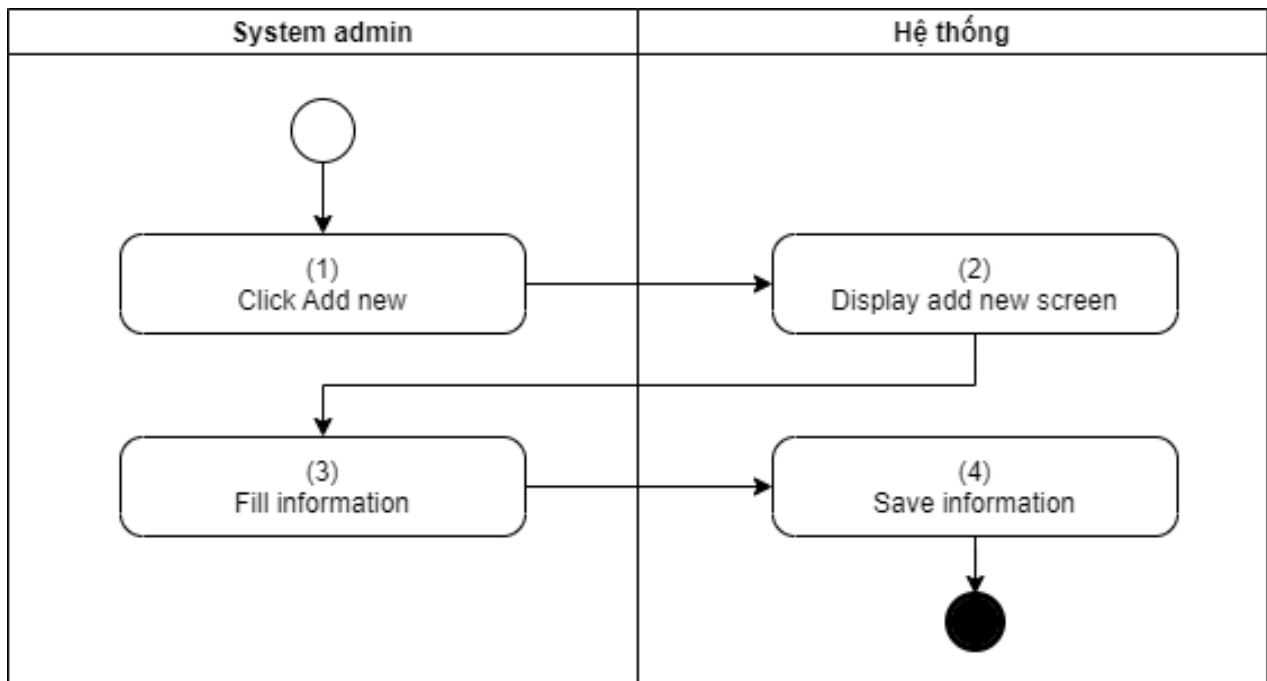 System admin
Hệ thống
(1)
Click Add new
(2)
Display add new screen
(3)
Fill information
(4)
Save information